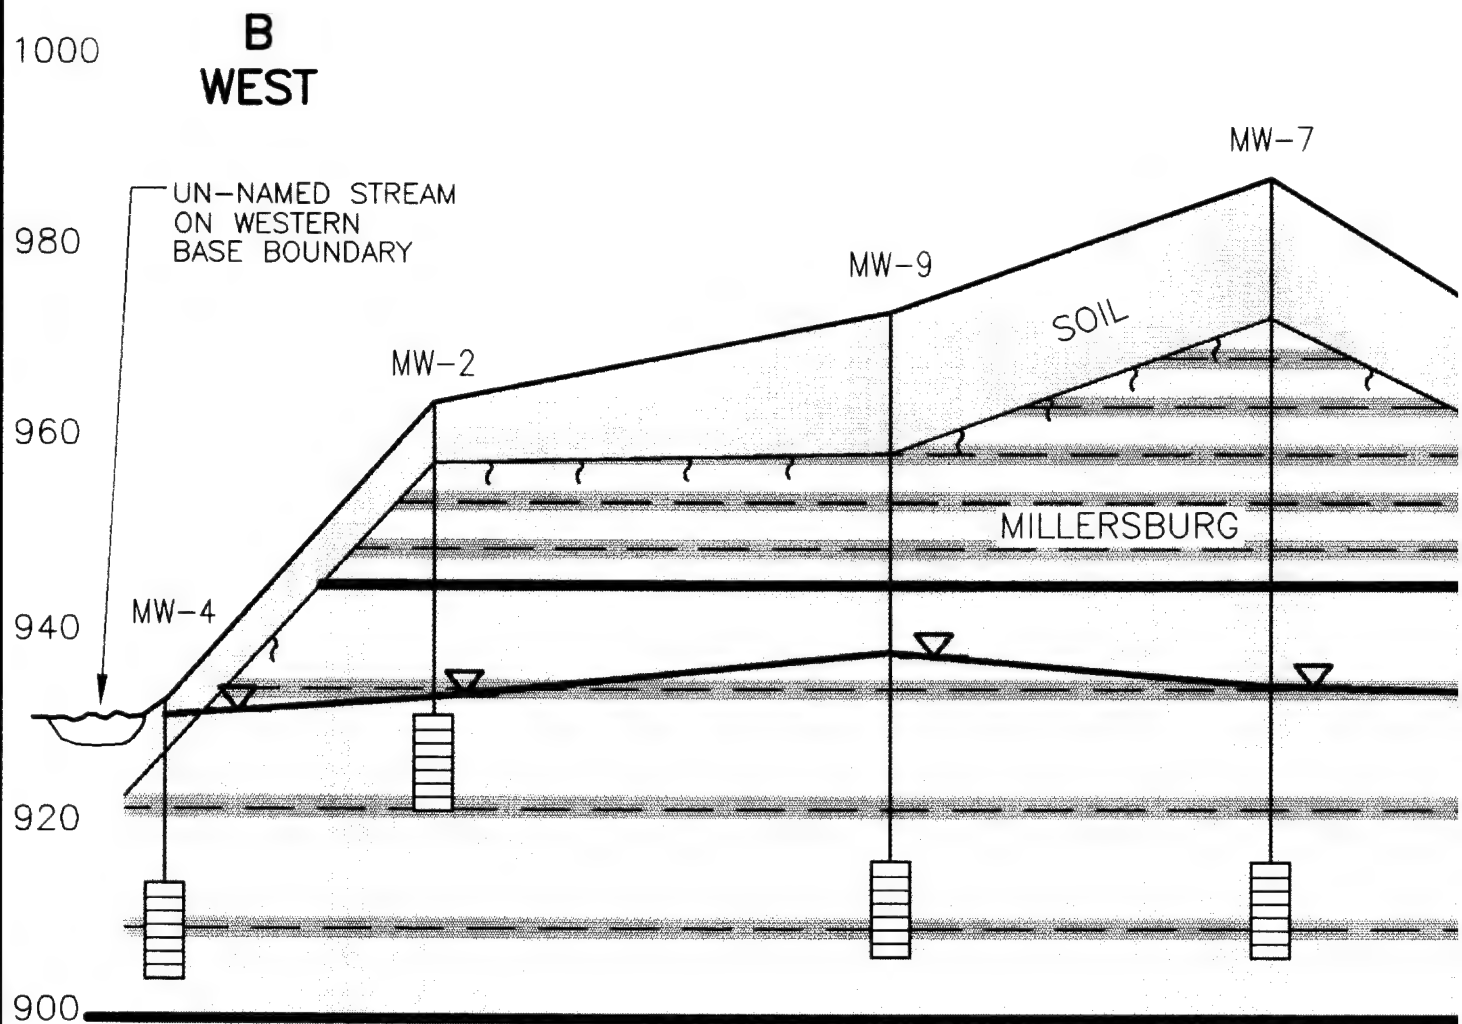 1000
B
WEST
MW-7
UN-NAMED STREAM
ON WESTERN
BASE BOUNDARY
980
MW-9
SOIL
MW-2
960
MILLERSBURG
MW-4
940
920
900